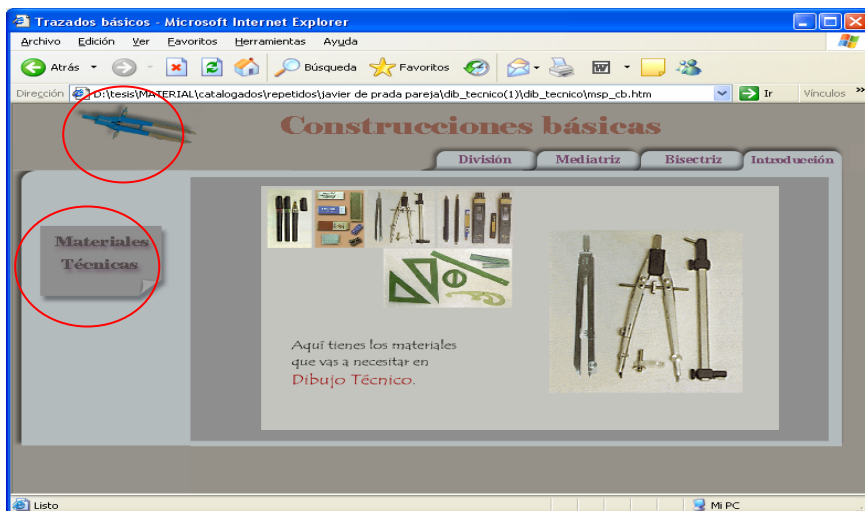 Trazados básicos - Microsoft Internet Explorer
Archivo Edición Ver Favoritos Herramientas Ayuda
Atrás Búsqueda Favoritos
Dirección D:\tesis\MATERIAL\catalogados\repetidos\javier de prada pareja\dib_tecnico(1)\dib_tecnico\msp_cb.htm Ir Vínculos »
Construcciones básicas
División Mediatriz Bisectriz Introducción
Materiales
Técnicas
Aquí tienes los materiales
que vas a necesitar en
Dibujo Técnico.
Listo Mi PC